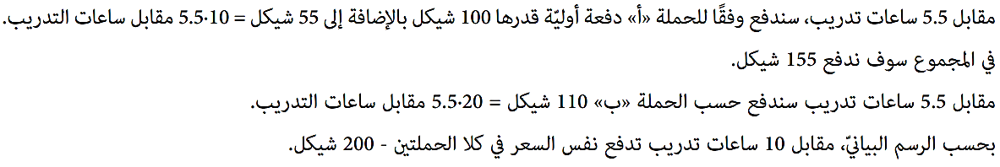 مقابل 5.5 ساعات تدريب، سندفع وفقًا للحملة «أ» دفعة أوليّة قدرها 100 شيكل بالإضافة إلى 55 شيكل = 10·5.5 مقابل ساعات التدريب.
في المجموع سوف ندفع 155 شيكل.
مقابل 5.5 ساعات تدريب سندفع حسب الحملة «ب» 110 شيكل = 20·5.5 مقابل ساعات التدريب.
بحسب الرسم البيانيّ، مقابل 10 ساعات تدريب تدفع نفس السعر في كلا الحملتين - 200 شيكل.